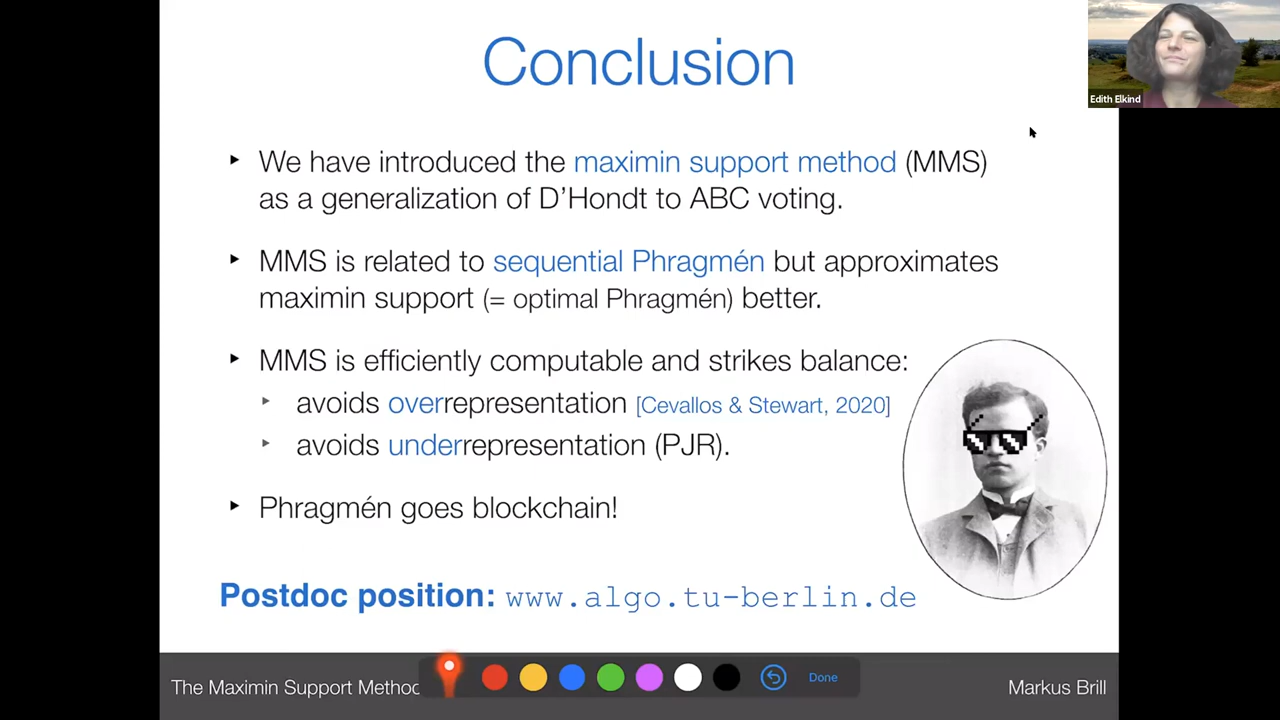 Conclusion
Edith Elkind
‣ We have introduced the maximin support method (MMS)
as a generalization of D’Hondt to ABC voting.
‣ MMS is related to sequential Phragmén but approximates
maximin support (= optimal Phragmén) better.
‣ MMS is efficiently computable and strikes balance:
‣ avoids overrepresentation [Cevallos & Stewart, 2020]
‣ avoids underrepresentation (PJR).
‣ Phragmén goes blockchain!
Postdoc position: www.algo.tu-berlin.de
The Maximin Support Method
Done
Markus Brill